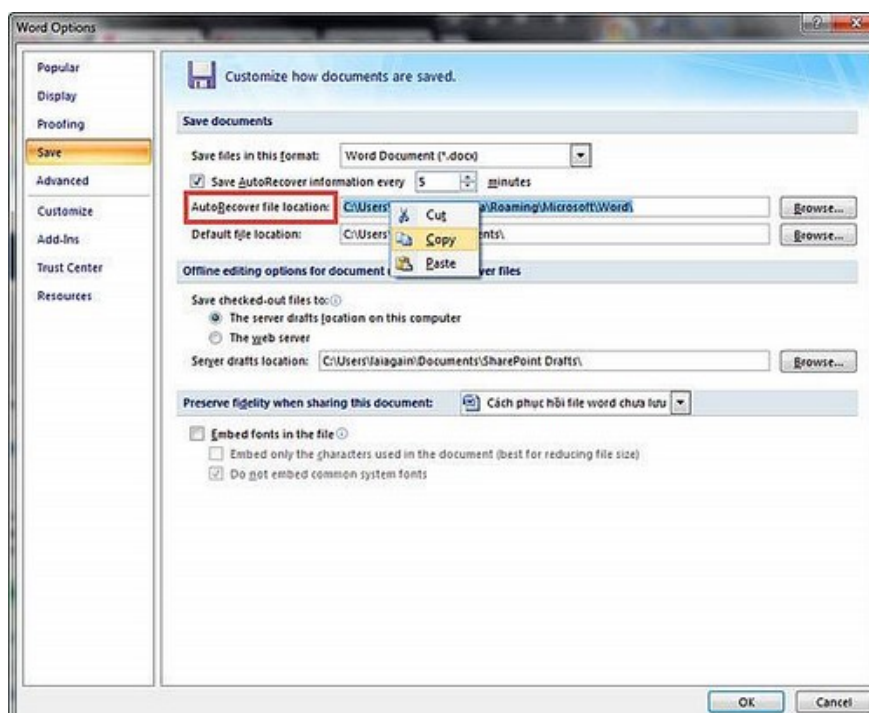 Word Options
Popular
Display
Proofing
Save
Advanced
Customize
Add-Ins
Trust Center
Resources
Customize how documents are saved.
Save documents
Save files in this format: Word Document (*.docx)
Save AutoRecover information every 5 minutes
AutoRecover file location: C:\Users a\Roaming\Microsoft\Word\ Browse...
Cut
Default file location: C:\Users ents\ Browse...
Copy
Paste
Offline editing options for document ver files
Save checked-out files to:
The server drafts location on this computer
The web server
Server drafts location: C:\Users\laiagain\Documents\SharePoint Drafts\ Browse...
Preserve fidelity when sharing this document: Cách phục hồi file word chưa lưu
Embed fonts in the file
Embed only the characters used in the document (best for reducing file size)
Do not embed common system fonts
OK Cancel